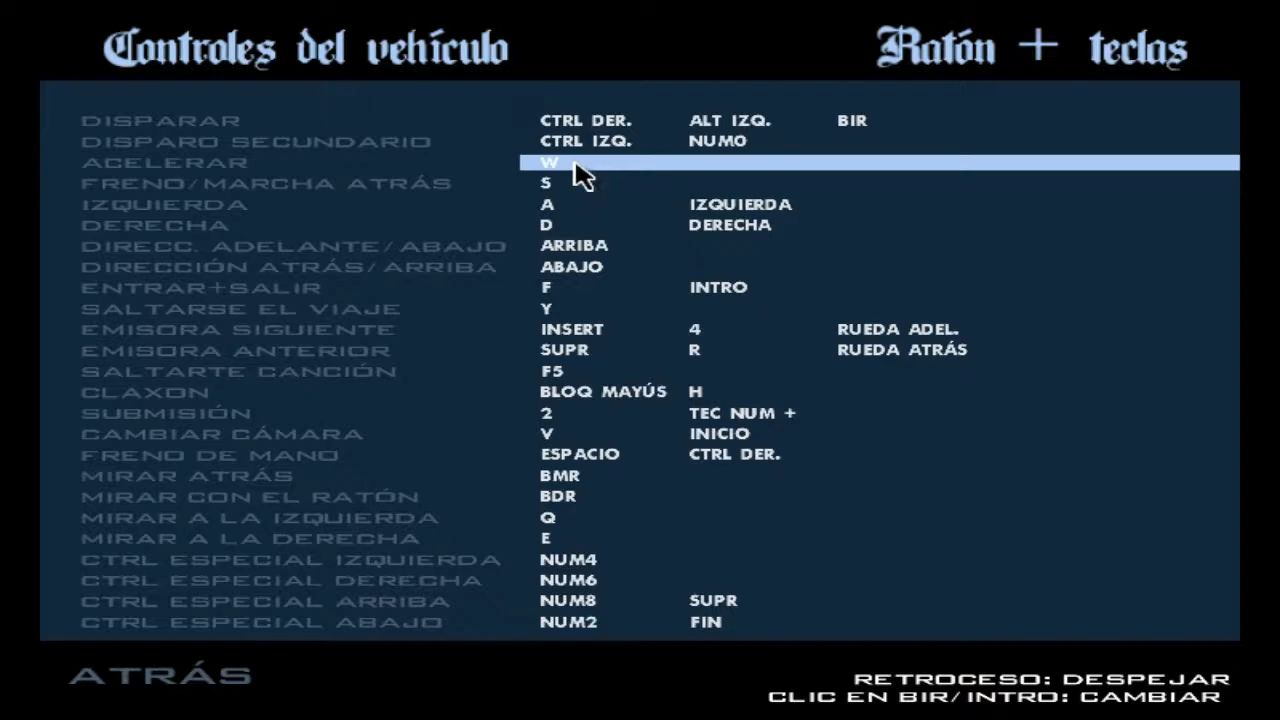 Controles del vehículo Ratón + teclas
DISPARAR CTRL DER. ALT IZQ. BIR
DISPARO SECUNDARIO CTRL IZQ. NUM0
ACELERAR W
FRENO/MARCHA ATRÁS S
IZQUIERDA A IZQUIERDA
DERECHA D DERECHA
DIRECC. ADELANTE/ABAJO ARRIBA
DIRECCIÓN ATRÁS/ARRIBA ABAJO
ENTRAR+SALIR F INTRO
SALTARSE EL VIAJE Y
EMISORA SIGUIENTE INSERT 4 RUEDA ADEL.
EMISORA ANTERIOR SUPR R RUEDA ATRÁS
SALTARTE CANCIÓN F5
CLAXON BLOQ MAYÚS H
SUBMISIÓN 2 TEC NUM +
CAMBIAR CÁMARA V INICIO
FRENO DE MANO ESPACIO CTRL DER.
MIRAR ATRÁS BMR
MIRAR CON EL RATÓN BDR
MIRAR A LA IZQUIERDA Q
MIRAR A LA DERECHA E
CTRL ESPECIAL IZQUIERDA NUM4
CTRL ESPECIAL DERECHA NUM6
CTRL ESPECIAL ARRIBA NUM8 SUPR
CTRL ESPECIAL ABAJO NUM2 FIN
ATRÁS RETROCESO: DESPEJAR
CLIC EN BIR/INTRO: CAMBIAR